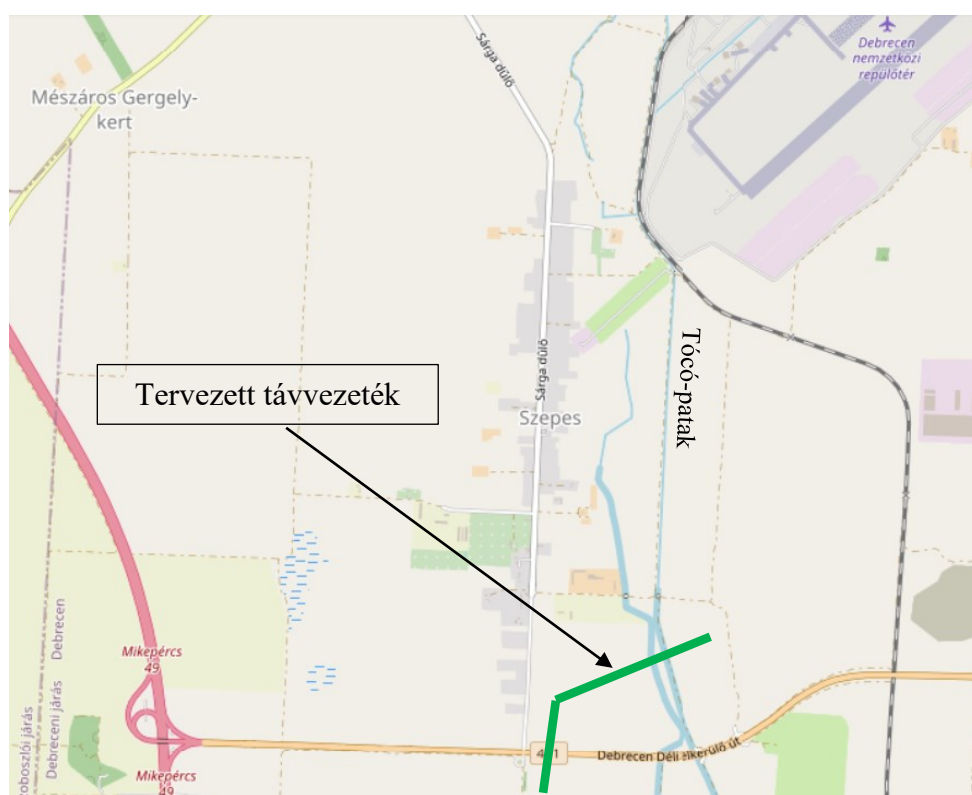 Sárga dűlő
Debrecen
nemzetközi
repülőtér
Mészáros Gergely-
kert
Tócó-patak
Sárga dűlő
Tervezett távvezeték
Szepes
Debrecen
Debreceni járás
Mikepércs
49
Debrecen Déli elkerülő út
Mikepércs
49